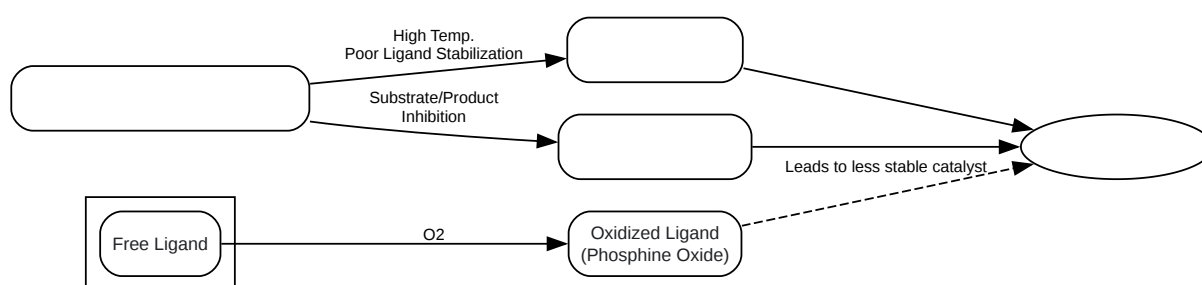 High Temp.
Poor Ligand Stabilization
Substrate/Product
Inhibition
Leads to less stable catalyst
Free Ligand
O2
Oxidized Ligand
(Phosphine Oxide)